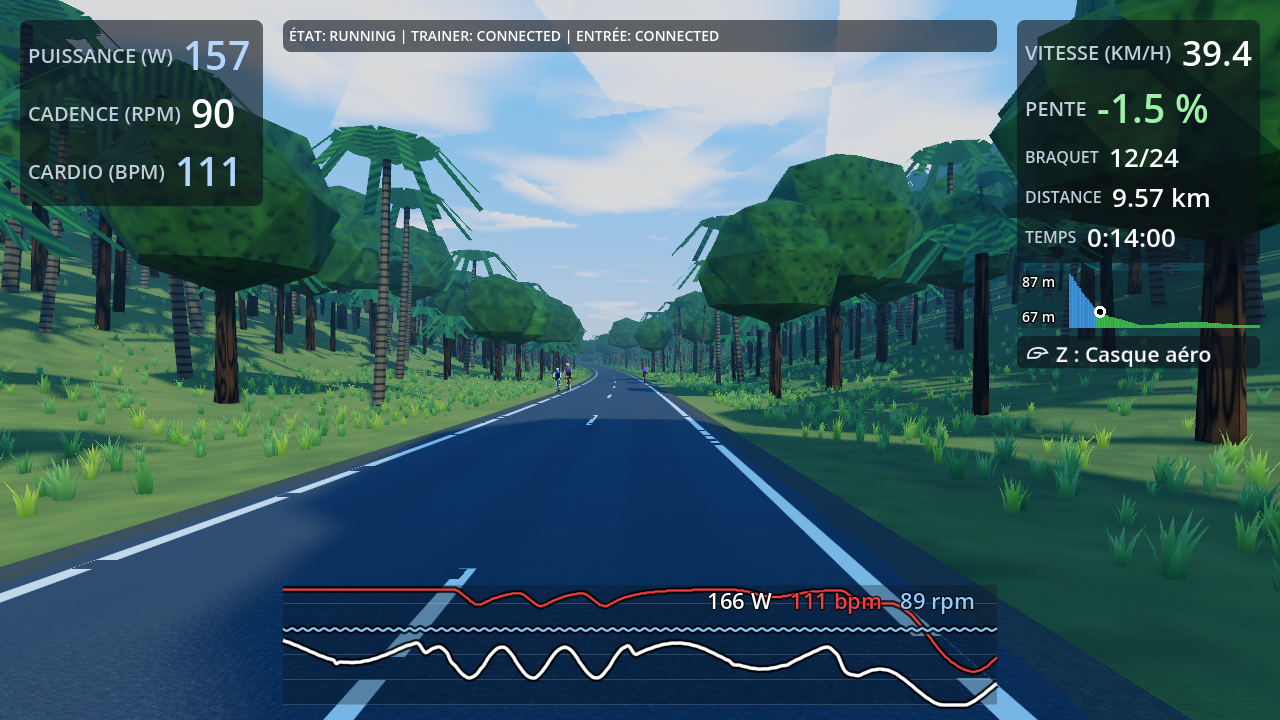 PUISSANCE (W) 157
CADENCE (RPM) 90
CARDIO (BPM) 111
ÉTAT: RUNNING | TRAINER: CONNECTED | ENTRÉE: CONNECTED
VITESSE (KM/H) 39.4
PENTE -1.5 %
BRAQUET 12/24
DISTANCE 9.57 km
TEMPS 0:14:00
87 m
67 m
Z : Casque aéro
166 W 111 bpm 89 rpm